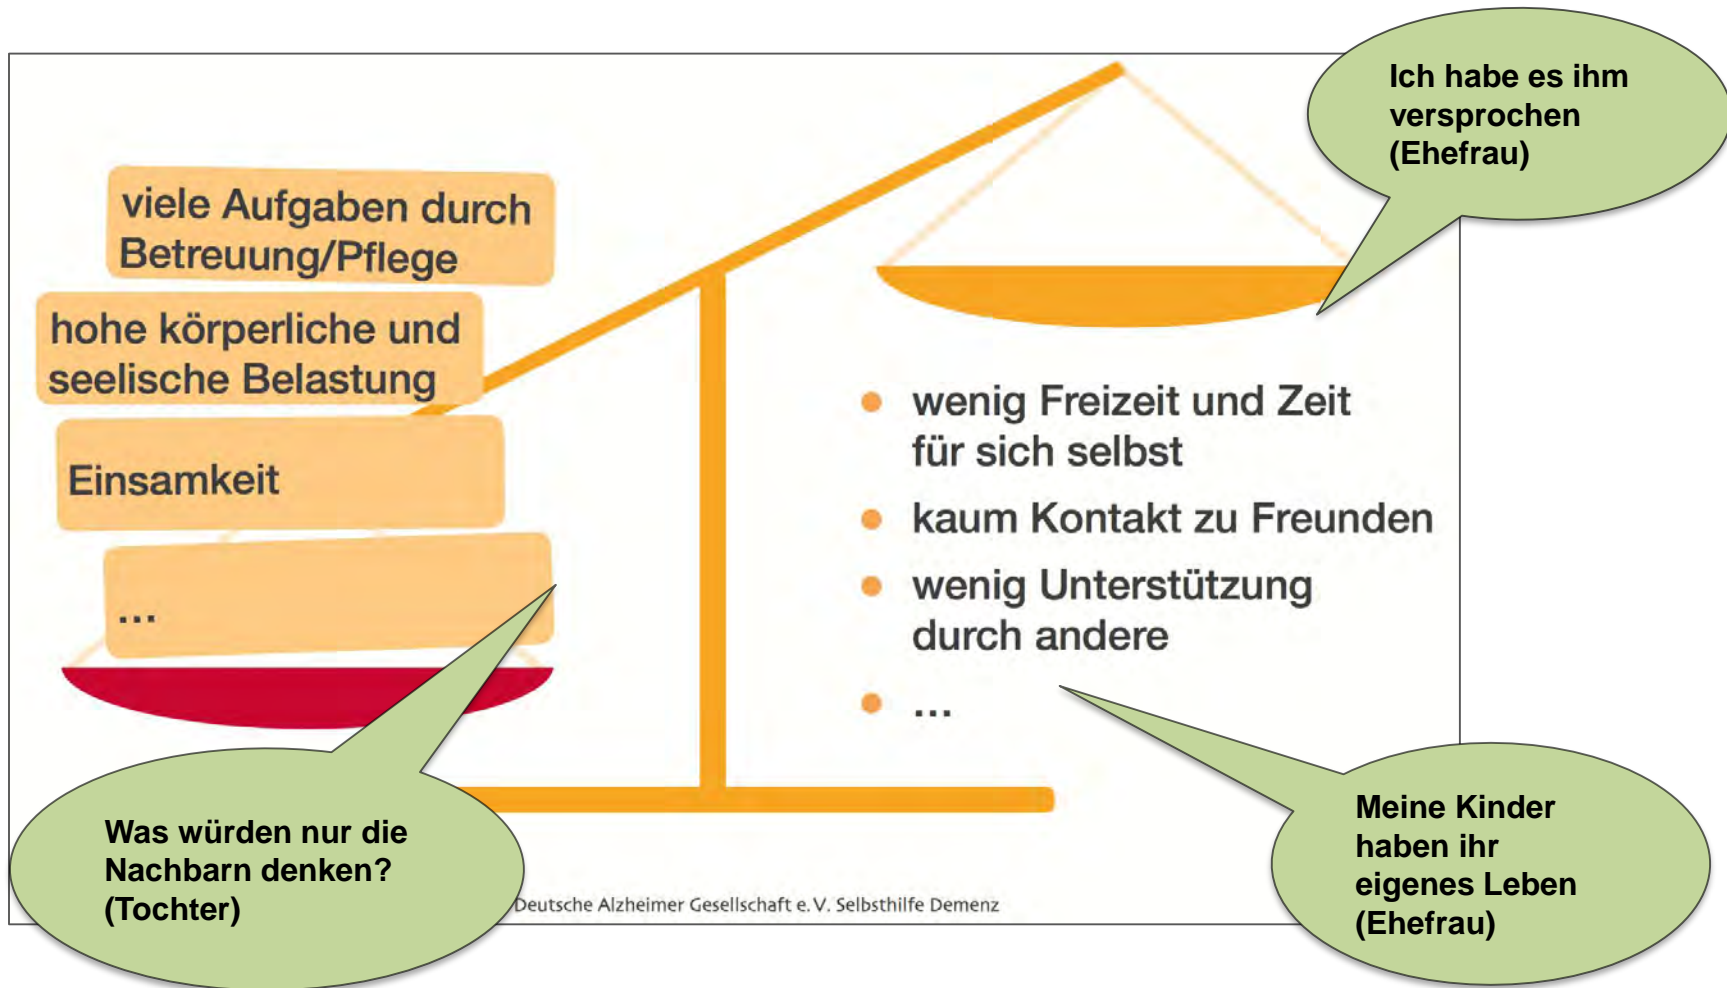 viele Aufgaben durch
Betreuung/Pflege
hohe körperliche und
seelische Belastung
Einsamkeit
...
Ich habe es ihm
versprochen
(Ehefrau)
• wenig Freizeit und Zeit
für sich selbst
• kaum Kontakt zu Freunden
• wenig Unterstützung
durch andere
• ...
Was würden nur die
Nachbarn denken?
(Tochter)
Meine Kinder
haben ihr
eigenes Leben
(Ehefrau)
Deutsche Alzheimer Gesellschaft e. V. Selbsthilfe Demenz